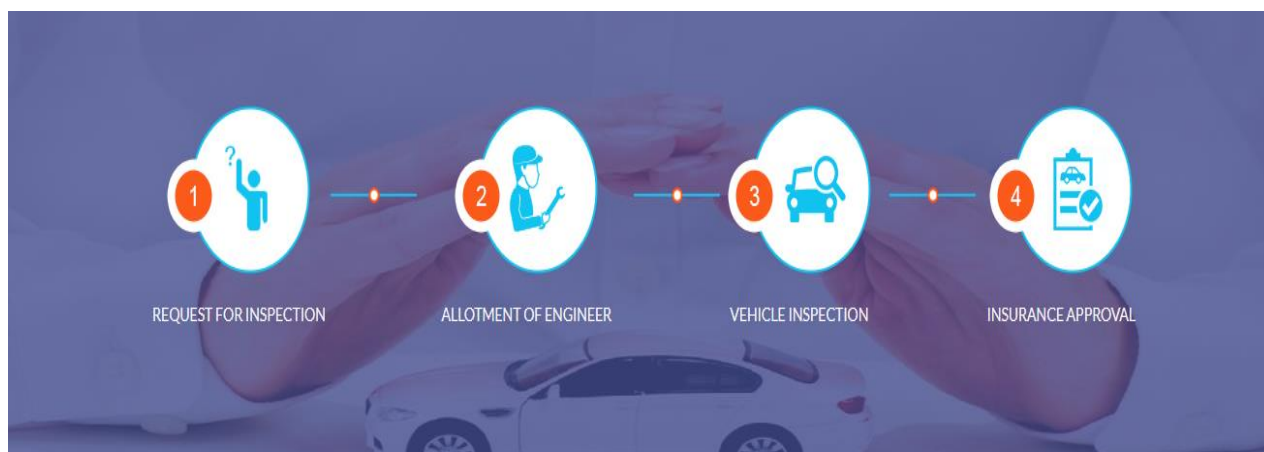 ?
1
2
3
4
REQUEST FOR INSPECTION
ALLOTMENT OF ENGINEER
VEHICLE INSPECTION
INSURANCE APPROVAL